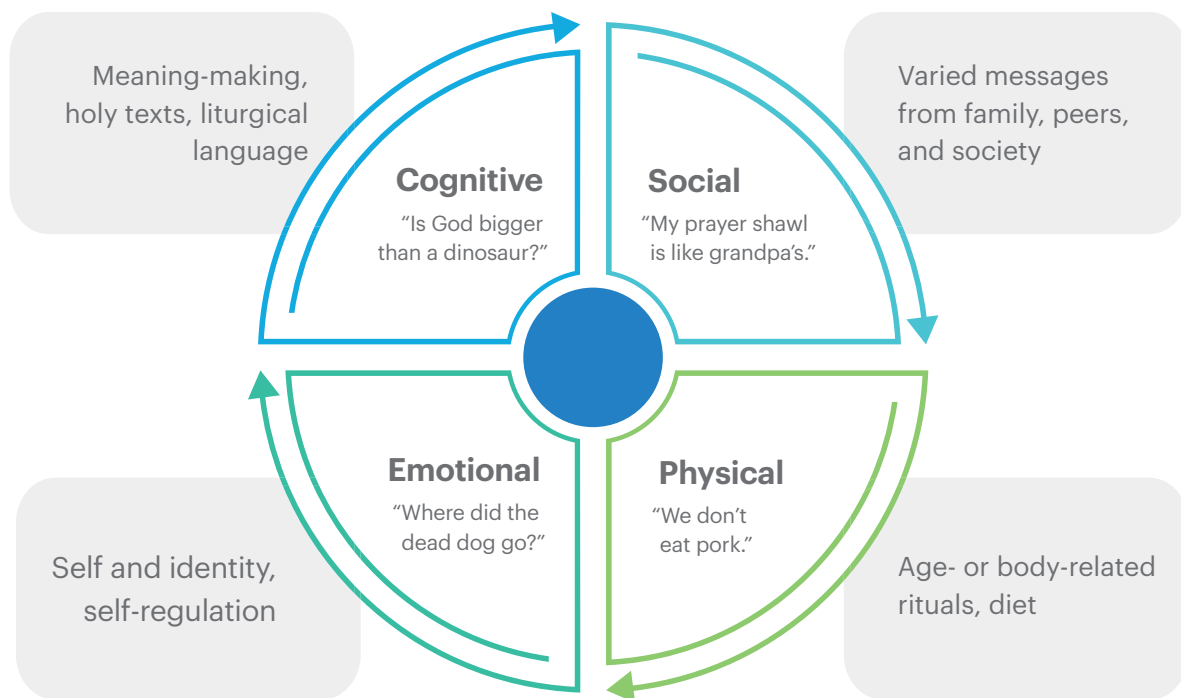 Meaning-making,
holy texts, liturgical
language
Cognitive
“Is God bigger
than a dinosaur?”
Social
“My prayer shawl
is like grandpa’s.”
Varied messages
from family, peers,
and society
Self and identity,
self-regulation
Emotional
“Where did the
dead dog go?”
Physical
“We don’t
eat pork.”
Age- or body-related
rituals, diet